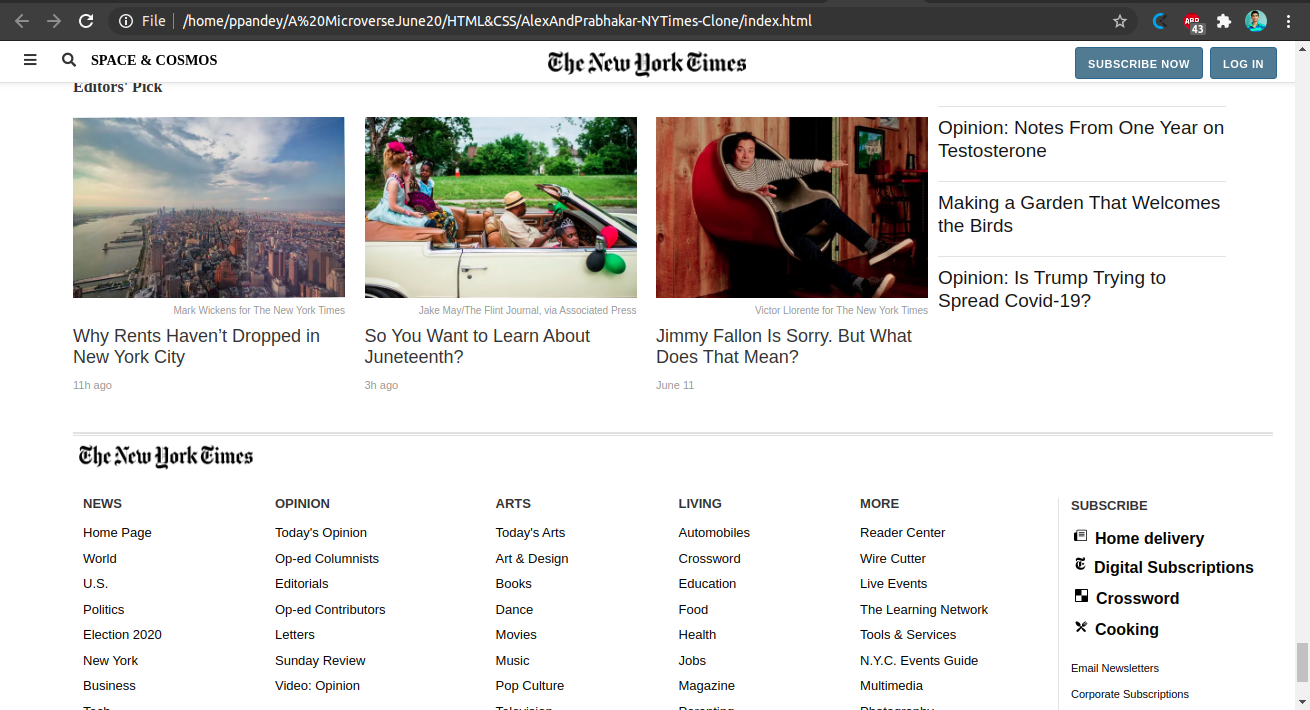 File /home/ppandey/A%20MicroverseJune20/HTML&CSS/AlexAndPrabhakar-NYTimes-Clone/index.html
ABP
43
SPACE & COSMOS
The New York Times
SUBSCRIBE NOW
LOG IN
Editors' Pick
Mark Wickens for The New York Times
Why Rents Haven’t Dropped in
New York City
11h ago
Jake May/The Flint Journal, via Associated Press
So You Want to Learn About
Juneteenth?
3h ago
Victor Llorente for The New York Times
Jimmy Fallon Is Sorry. But What
Does That Mean?
June 11
Opinion: Notes From One Year on
Testosterone
Making a Garden That Welcomes
the Birds
Opinion: Is Trump Trying to
Spread Covid-19?
The New York Times
NEWS
Home Page
World
U.S.
Politics
Election 2020
New York
Business
Tech
OPINION
Today's Opinion
Op-ed Columnists
Editorials
Op-ed Contributors
Letters
Sunday Review
Video: Opinion
ARTS
Today's Arts
Art & Design
Books
Dance
Movies
Music
Pop Culture
Television
LIVING
Automobiles
Crossword
Education
Food
Health
Jobs
Magazine
Parenting
MORE
Reader Center
Wire Cutter
Live Events
The Learning Network
Tools & Services
N.Y.C. Events Guide
Multimedia
Photography
SUBSCRIBE
Home delivery
Digital Subscriptions
Crossword
Cooking
Email Newsletters
Corporate Subscriptions